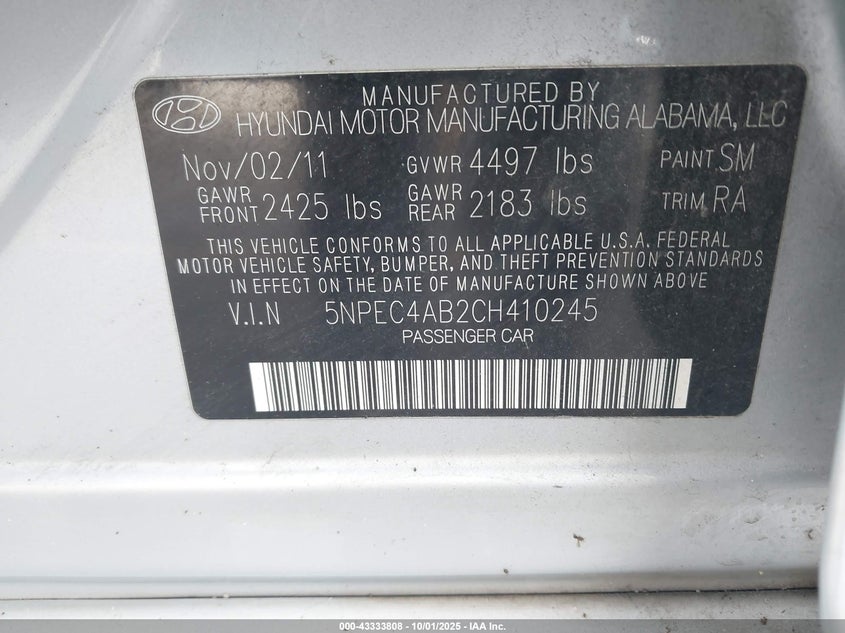 MANUFACTURED BY
HYUNDAI MOTOR MANUFACTURING ALABAMA, LLC
Nov/02/11 GVWR 4497 lbs PAINT:SM
GAWR FRONT 2425 lbs GAWR REAR 2183 lbs TRIM:RA
THIS VEHICLE CONFORMS TO ALL APPLICABLE U.S.A. FEDERAL
MOTOR VEHICLE SAFETY, BUMPER, AND THEFT PREVENTION STANDARDS
IN EFFECT ON THE DATE OF MANUFACTURE SHOWN ABOVE
V.I.N 5NPEC4AB2CH410245
PASSENGER CAR
000-43333808 - 10/01/2025 - IAA Inc.